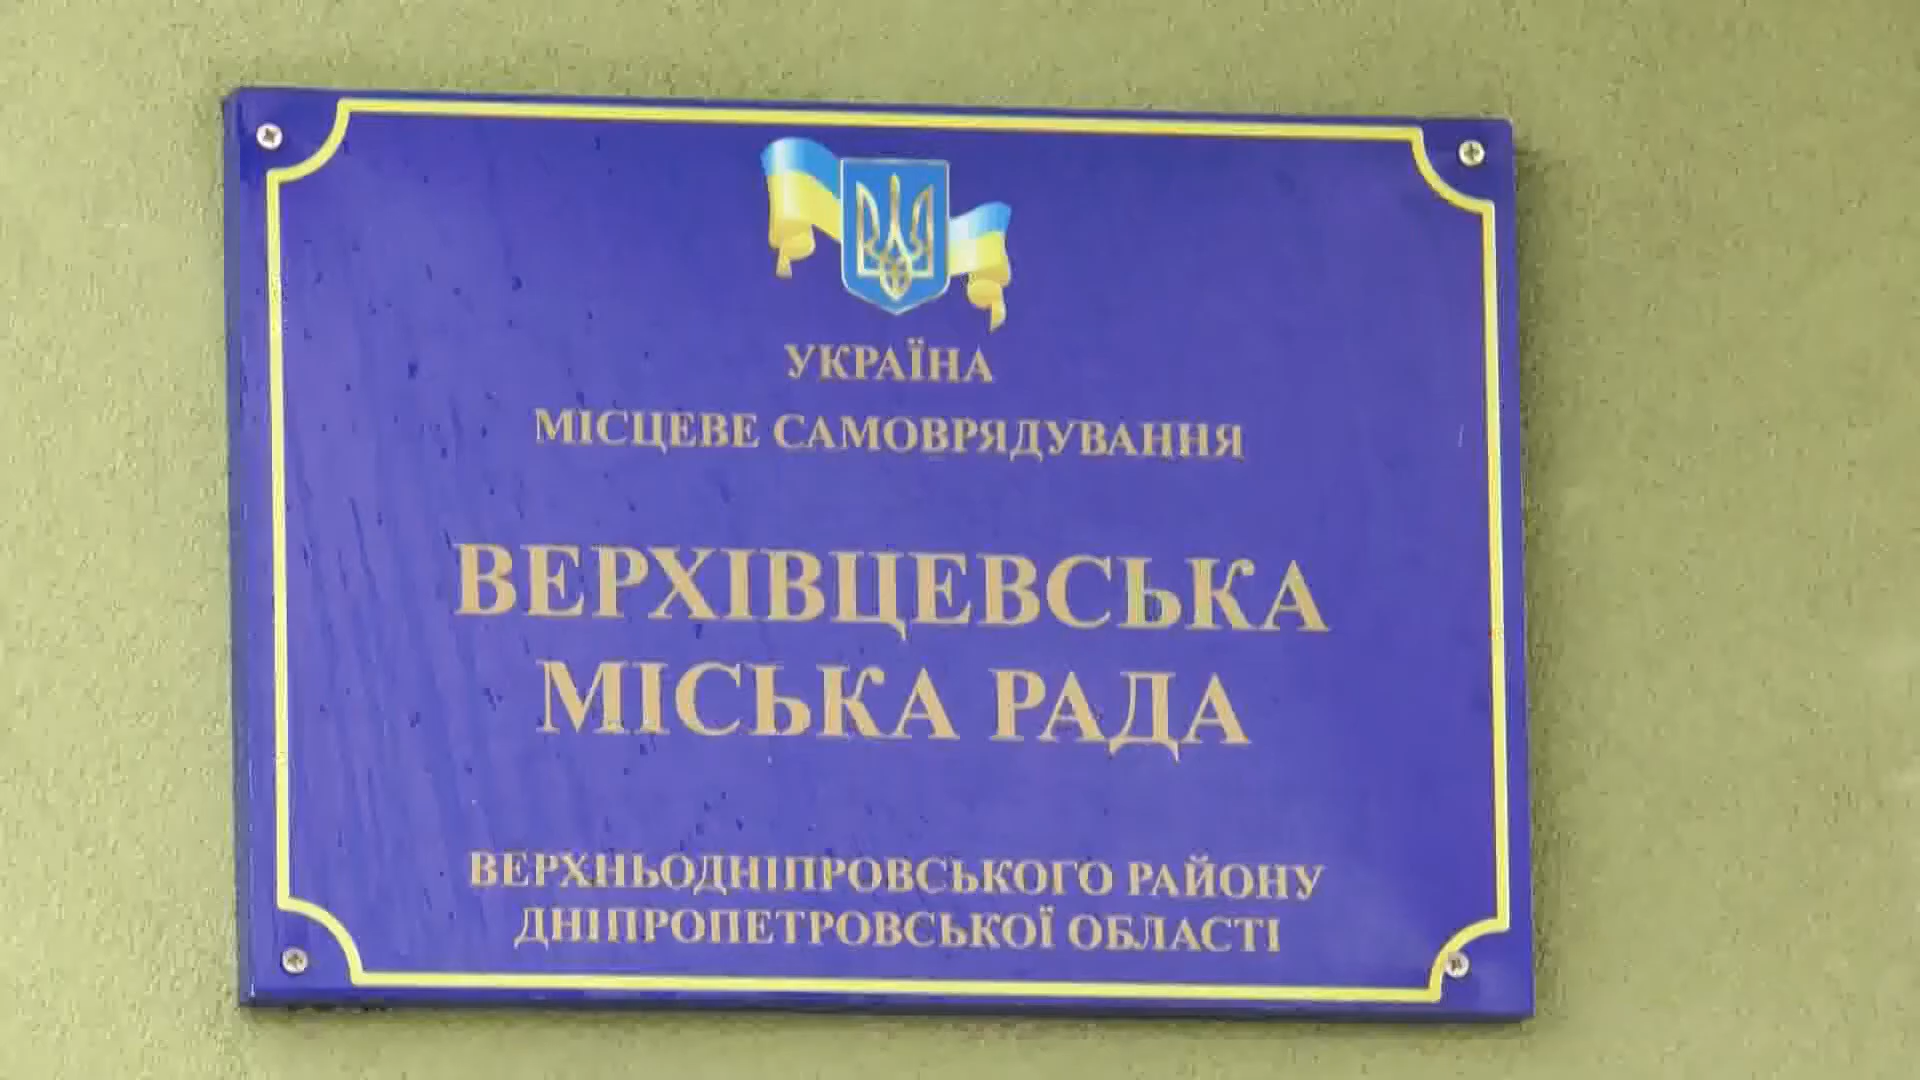 УКРАЇНА
МІСЦЕВЕ САМОВРЯДУВАННЯ
ВЕРХІВЦЕВСЬКА
МІСЬКА РАДА
ВЕРХНЬОДНІПРОВСЬКОГО РАЙОНУ
ДНІПРОПЕТРОВСЬКОЇ ОБЛАСТІ